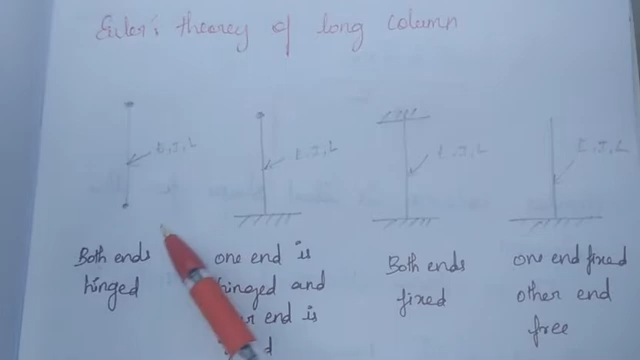 Euler's theorey of long column
E, I, L
E, I, L
E, I, L
E, I, L
Both ends
hinged
one end is
hinged and
end is
Both ends
fixed
one end fixed
other end
free